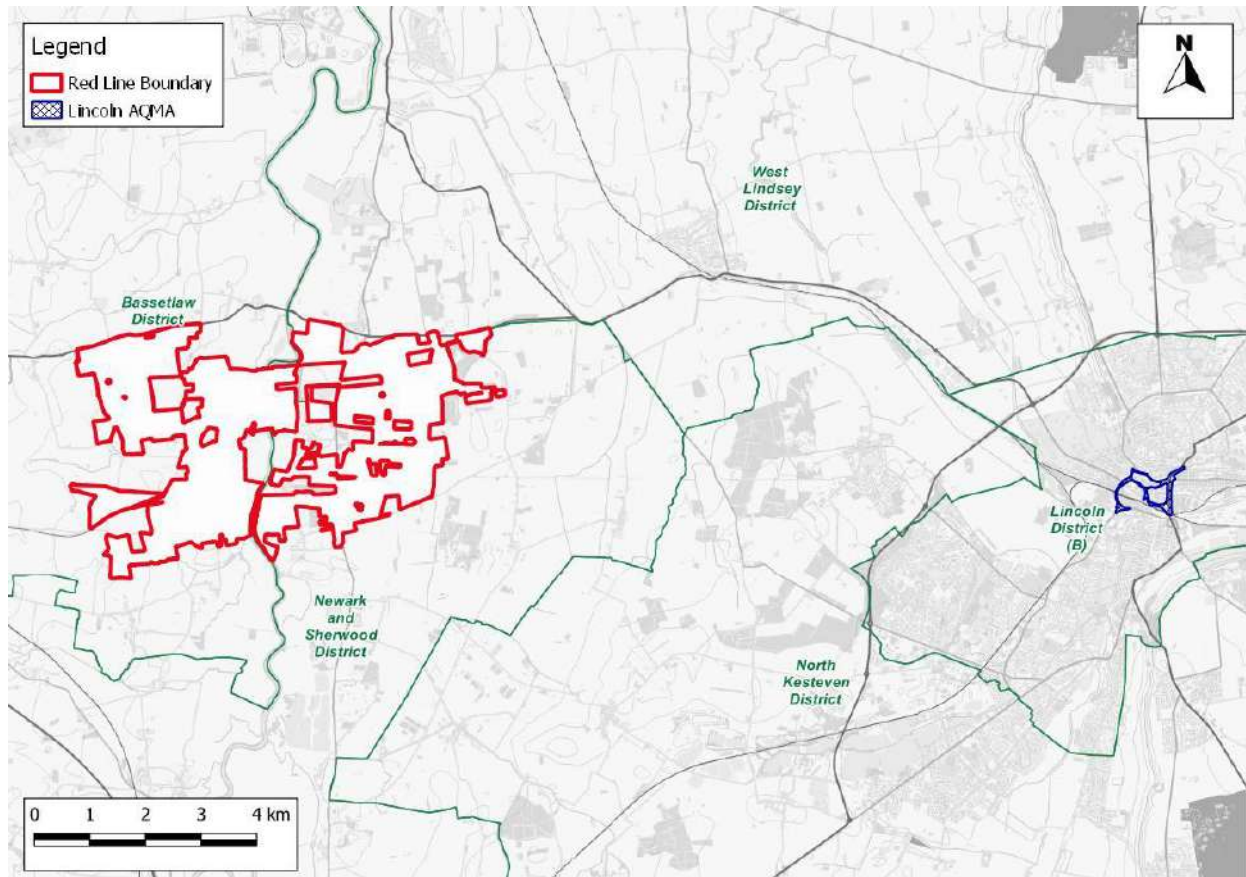 Legend
Red Line Boundary
Lincoln AQMA
N
West
Lindsey
District
Bassetlaw
District
Lincoln
District
(B)
Newark
and
Sherwood
District
North
Kesteven
District
0 1 2 3 4 km